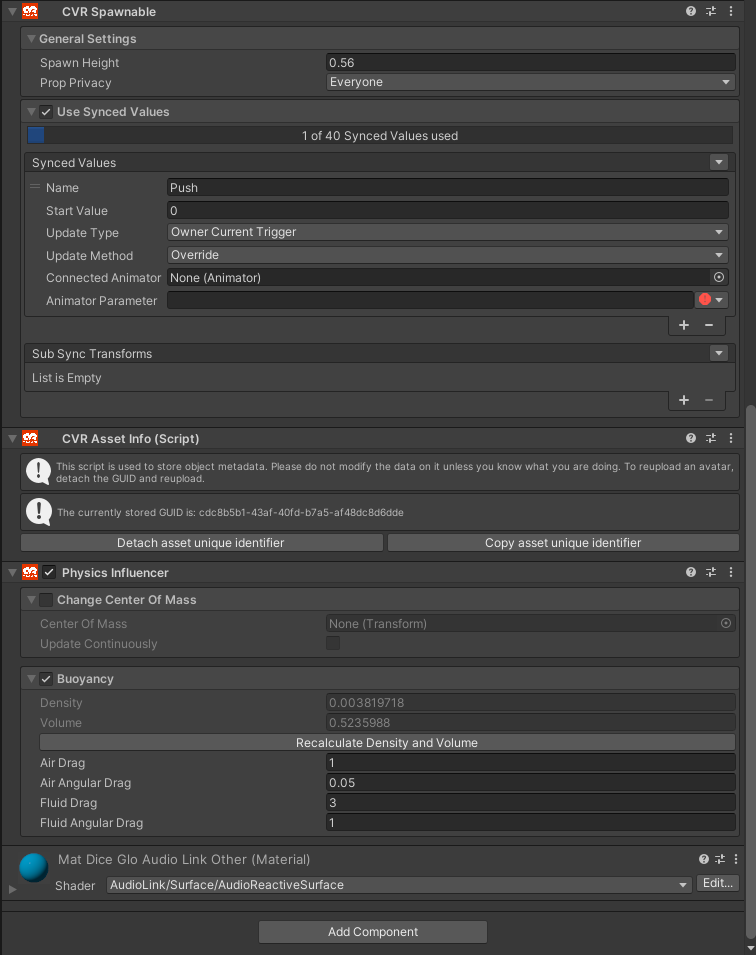 CVR Spawnable
General Settings
Spawn Height 0.56
Prop Privacy Everyone
Use Synced Values
1 of 40 Synced Values used
Synced Values
Name Push
Start Value 0
Update Type Owner Current Trigger
Update Method Override
Connected Animator None (Animator)
Animator Parameter
Sub Sync Transforms
List is Empty
CVR Asset Info (Script)
This script is used to store object metadata. Please do not modify the data on it unless you know what you are doing. To reupload an avatar,
detach the GUID and reupload.
The currently stored GUID is: cdc8b5b1-43af-40fd-b7a5-af48dc8d6dde
Detach asset unique identifier Copy asset unique identifier
Physics Influencer
Change Center Of Mass
Center Of Mass None (Transform)
Update Continuously
Buoyancy
Density 0.003819718
Volume 0.5235988
Recalculate Density and Volume
Air Drag 1
Air Angular Drag 0.05
Fluid Drag 3
Fluid Angular Drag 1
Mat Dice Glo Audio Link Other (Material)
Shader AudioLink/Surface/AudioReactiveSurface Edit...
Add Component